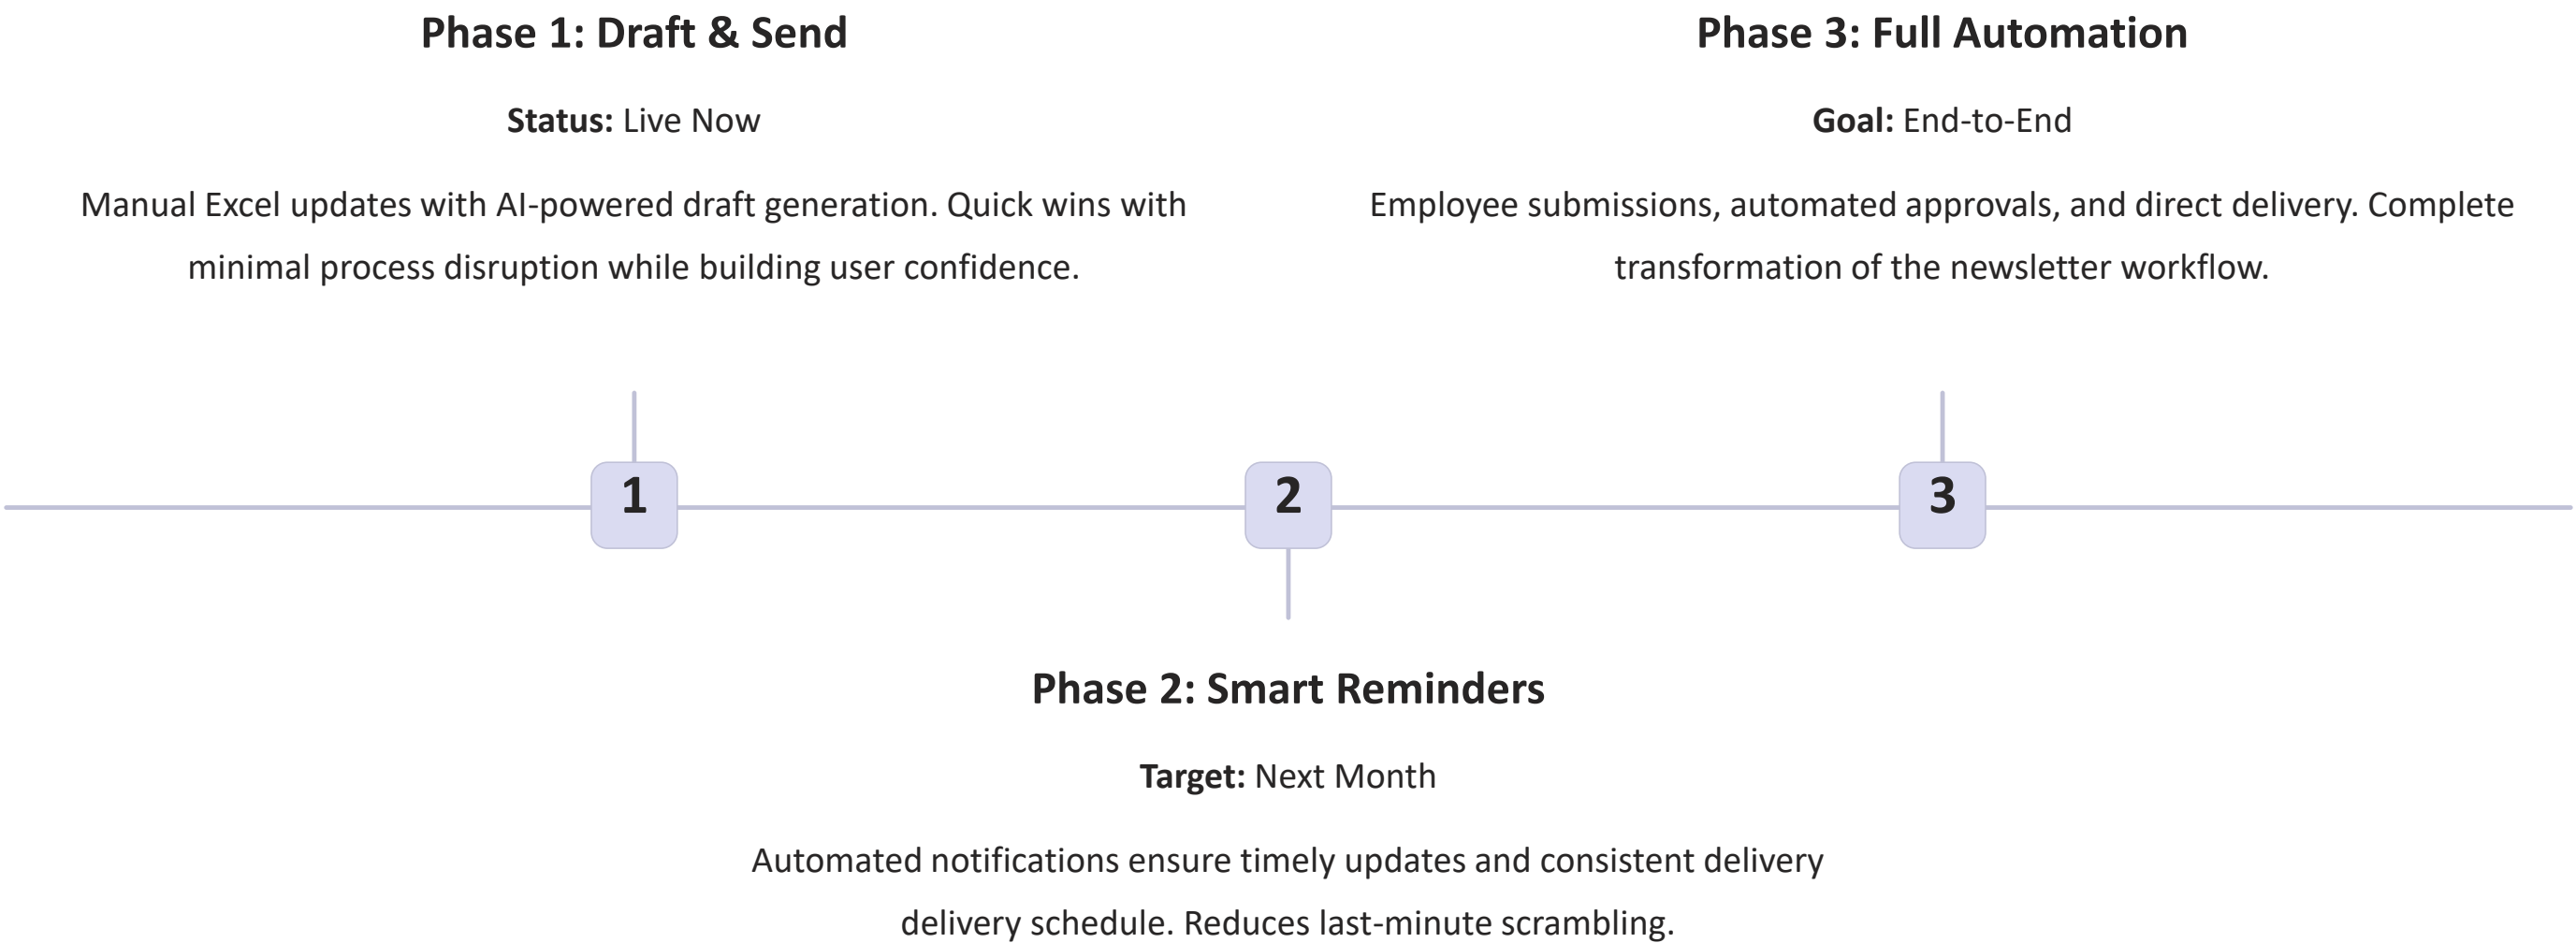 Phase 1: Draft & Send
Status: Live Now
Manual Excel updates with AI-powered draft generation. Quick wins with
minimal process disruption while building user confidence.
Phase 3: Full Automation
Goal: End-to-End
Employee submissions, automated approvals, and direct delivery. Complete
transformation of the newsletter workflow.
1
2
3
Phase 2: Smart Reminders
Target: Next Month
Automated notifications ensure timely updates and consistent delivery
delivery schedule. Reduces last-minute scrambling.